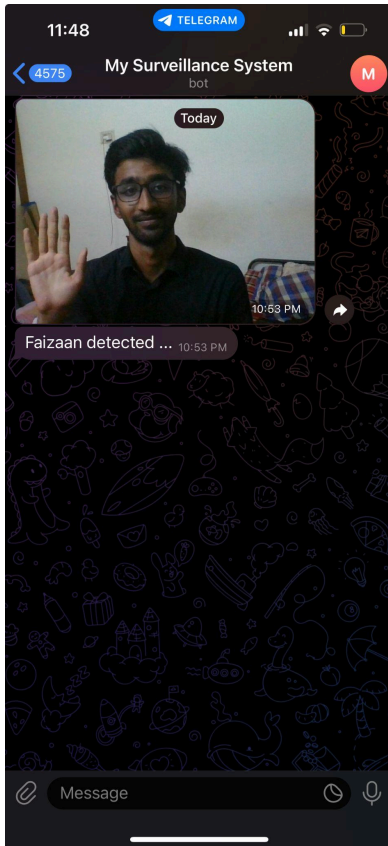 11:48
TELEGRAM
4575
My Surveillance System
bot
M
Today
10:53 PM
Faizaan detected ... 10:53 PM
Message